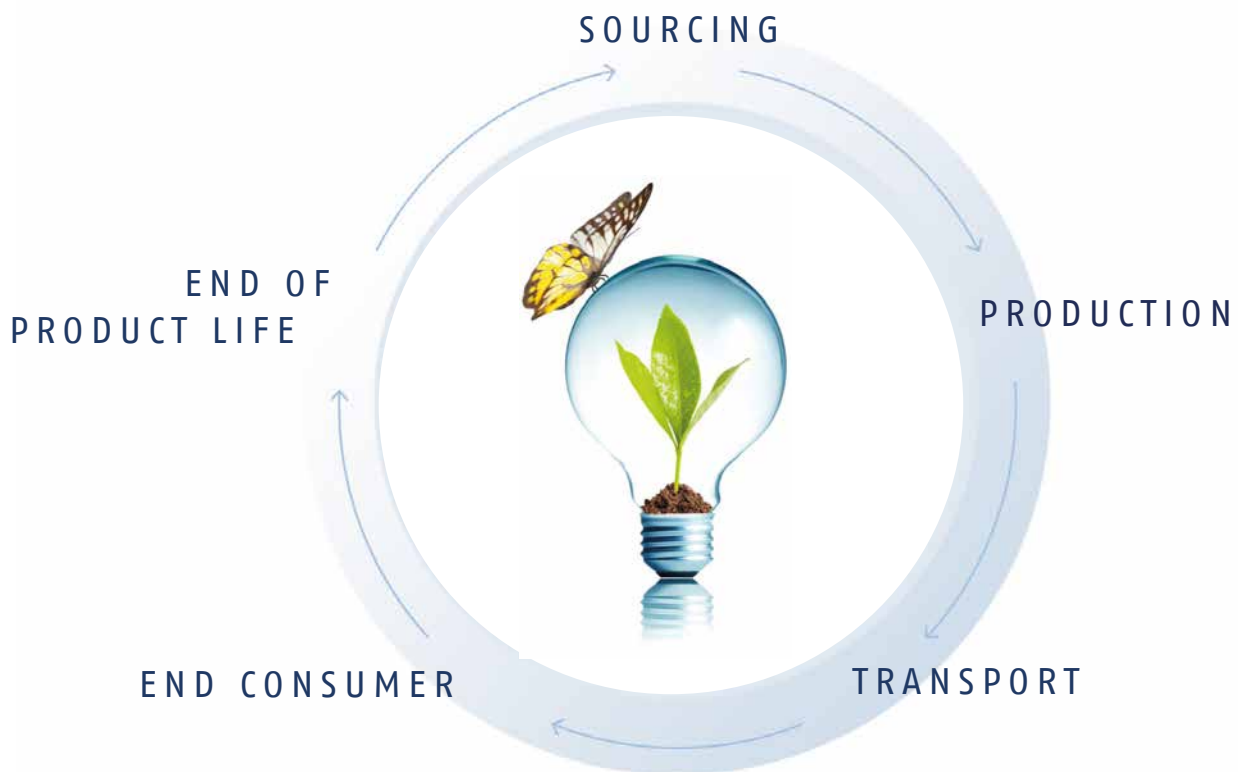 SOURCING
PRODUCTION
TRANSPORT
END CONSUMER
END OF
PRODUCT LIFE